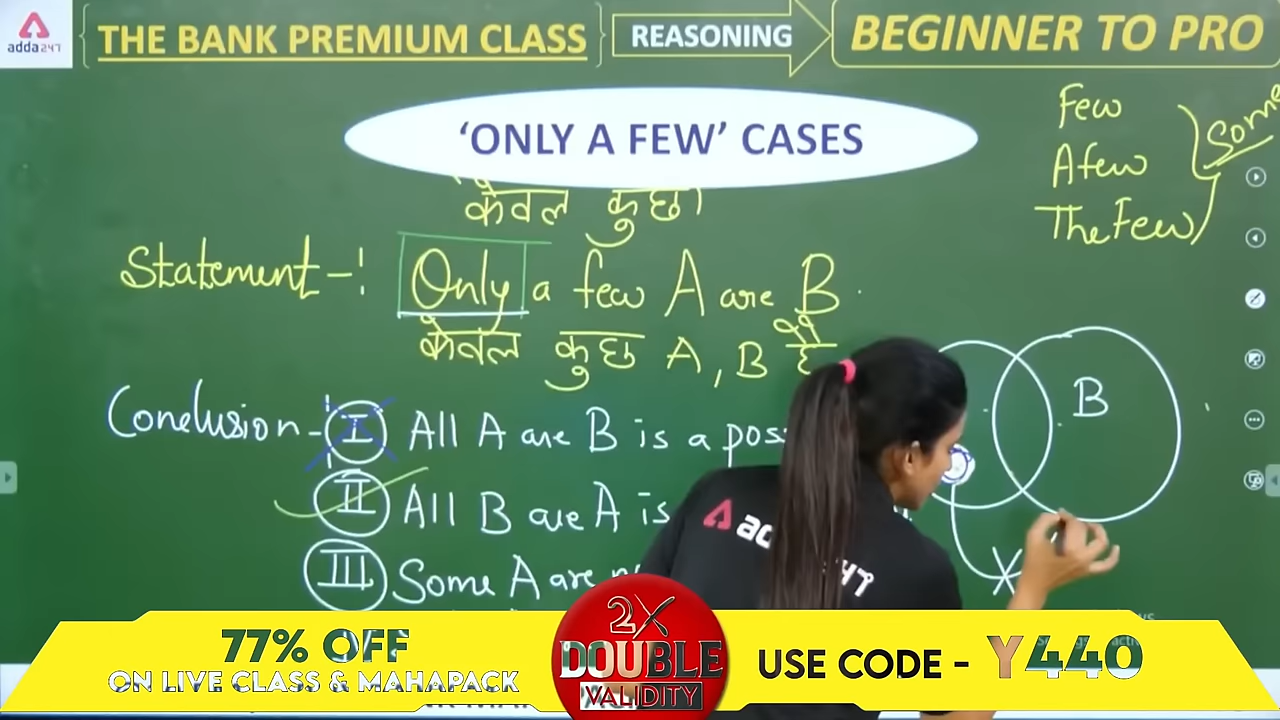 adda247
THE BANK PREMIUM CLASS
REASONING
BEGINNER TO PRO
'ONLY A FEW' CASES
Few
A few
The Few
Some
केवल कुछ
Statement -: Only a few A are B
केवल कुछ A, B
Conclusion - I All A are B is a poss
II All B are A is
III Some A are
B
77% OFF
ON LIVE CLASS & MAHAPACK
2X
DOUBLE
VALIDITY
USE CODE - Y440